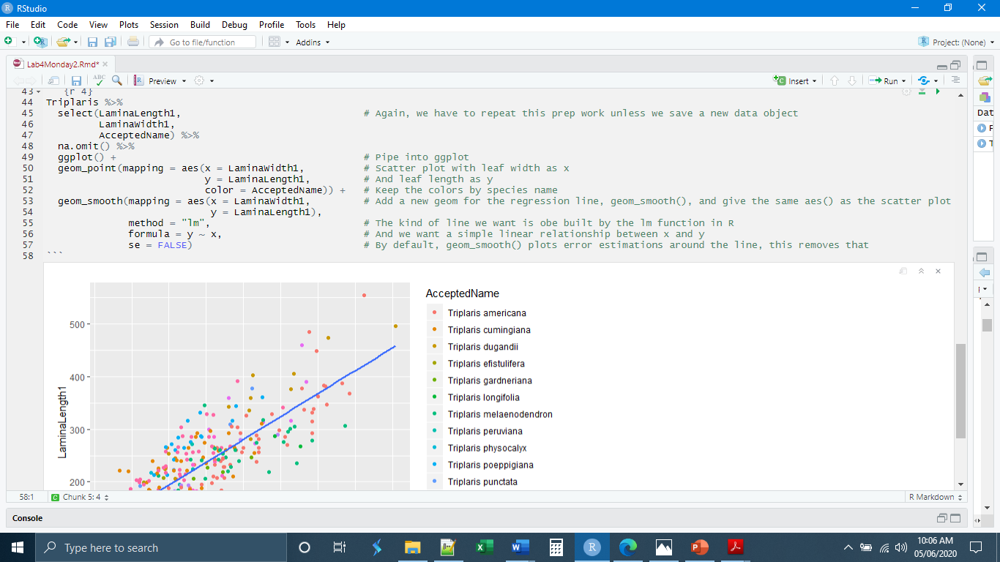 RStudio
File Edit Code View Plots Session Build Debug Profile Tools Help
Go to file/function Addins Project: (None)
Lab4Monday2.Rmd*
ABC Preview Insert Run
43 {r 4}
44 Triplaris %>%
45 select(LaminaLength1, # Again, we have to repeat this prep work unless we save a new data object
46 LaminaWidth1,
47 AcceptedName) %>%
48 na.omit() %>%
49 ggplot() + # Pipe into ggplot
50 geom_point(mapping = aes(x = LaminaWidth1, # Scatter plot with leaf width as x
51 y = LaminaLength1, # And leaf length as y
52 color = AcceptedName)) + # Keep the colors by species name
53 geom_smooth(mapping = aes(x = LaminaWidth1, # Add a new geom for the regression line, geom_smooth(), and give the same aes() as the scatter plot
54 y = LaminaLength1),
55 method = "lm", # The kind of line we want is obe built by the lm function in R
56 formula = y ~ x, # And we want a simple linear relationship between x and y
57 se = FALSE) # By default, geom_smooth() plots error estimations around the line, this removes that
58 ```
Dat
LaminaLength1
500
400
300
200
AcceptedName
Triplaris americana
Triplaris cumingiana
Triplaris dugandii
Triplaris efistulifera
Triplaris gardneriana
Triplaris longifolia
Triplaris melaenodendron
Triplaris peruviana
Triplaris physocalyx
Triplaris poeppigiana
Triplaris punctata
58:1 Chunk 5: 4 R Markdown
Console
Type here to search
10:06 AM
05/06/2020